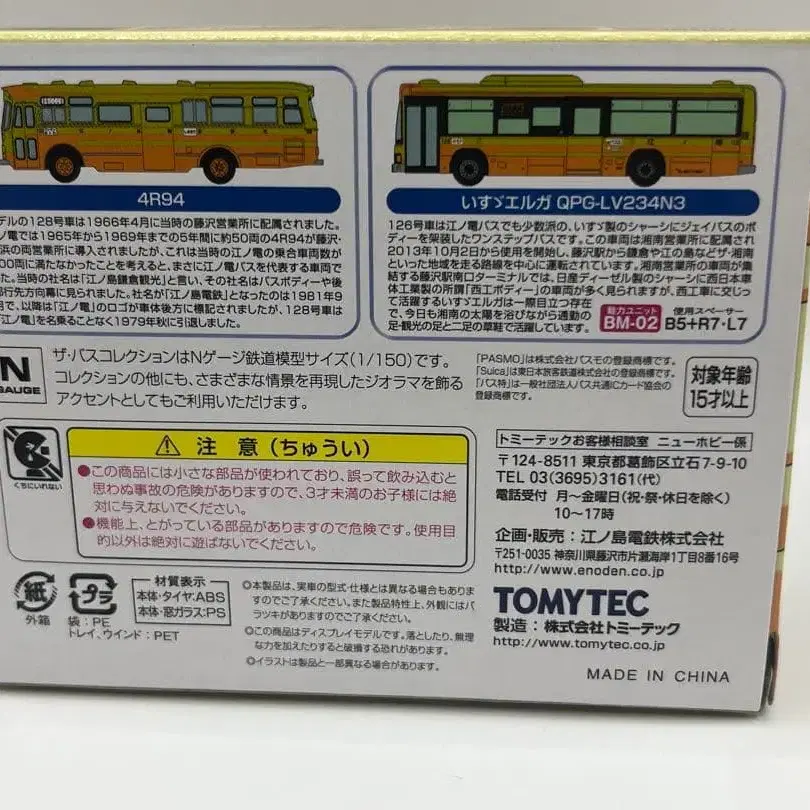 4R94
デルの128号車は1966年4月に当時の藤沢営業所に配属されました。
ノ電では1965年から1969年までの5年間に約50両の4R94が藤沢・
浜の両営業所に導入されましたが、これは当時の江ノ電の乗合車両数が
00両に満たなかったことを考えると、まさに江ノ電バスを代表する車両で
た。当時の社名は「江ノ島鎌倉観光」と言い、その社名はバスボディーや後
部行先方向幕に見られました。社名が「江ノ島電鉄」となったのは1981年9
月で、以降は「江ノ電」のロゴが車体後方に標記されましたが、128号車は
「江ノ電」を名乗ることなく1979年秋に引退しました。
いすゞエルガ QPG-LV234N3
126号車は江ノ電バスでも少数派の、いすゞ製のシャーシにジェイバスのボ
ディーを架装したワンステップバスです。この車両は湘南営業所に配属され
2013年10月2日から使用を開始し、藤沢駅から鎌倉や江の島などザ・湘南
といった地域を走る路線を中心に運転されています。湘南営業所の車両が集
結する藤沢駅南口ターミナルでは、日産ディーゼル製のシャーシに西日本車
体工業製の所謂「西工ボディー」の車両が多く見られますが、西工車に交じっ
て活躍するいすゞエルガは一際目立つ存在
で、今日も湘南の太陽を浴びながら通勤の
足・観光の足と二足の草鞋で活躍しています。
動力ユニット
BM-02
使用スペーサー
B5+R7・L7
N
GAUGE
ザ・バスコレクションはNゲージ鉄道模型サイズ(1/150)です。
コレクションの他にも、さまざまな情景を再現したジオラマを飾る
アクセントとしてもご利用いただけます。
「PASMO」は株式会社パスモの登録商標です。
「Suica」は東日本旅客鉄道株式会社の登録商標です。
「バス特」は一般社団法人バス共通ICカード協会の
登録商標です。
対象年齢
15才以上
くちにいれない
注 意 (ちゅうい)
●この商品には小さな部品が使われており、誤って飲み込むと
思わぬ事故の危険がありますので、3才未満のお子様には絶
対に与えないでください。
●機能上、とがっている部品がありますので危険です。使用目
的以外は絶対に遊ばないでください。
トミーテックお客様相談室 ニューホビー係
〒124-8511 東京都葛飾区立石7-9-10
TEL 03(3695)3161(代)
電話受付 月〜金曜日(祝・祭・休日を除く)
10〜17時
企画・販売：江ノ島電鉄株式会社
〒251-0035 神奈川県藤沢市片瀬海岸1丁目8番16号
http://www.enoden.co.jp
TOMYTEC
製造：株式会社トミーテック
http://www.tomytec.co.jp
MADE IN CHINA
紙
外箱
プラ
袋：PE
トレイ、ウインド：PET
材質表示
本体・タイヤ:ABS
本体・窓ガラス:PS
◎本製品は、実車の型式・仕様とは異なる場合もありま
すのでご了承ください。また製品特性上、外観にはバ
ラツキがありますのでご了承ください。
◎この商品はディスプレイモデルです。落としたり、無理
な力を加えたりすると破損する恐れがあります。
◎イラストは製品と一部異なる場合があります。